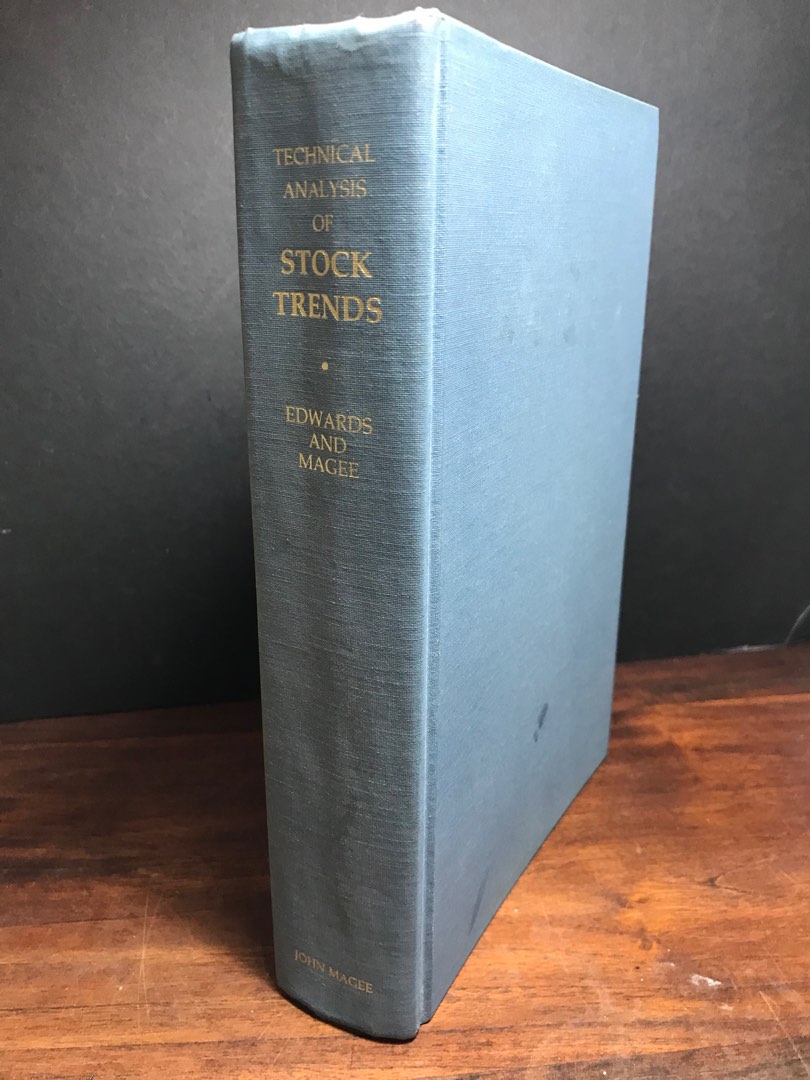 TECHNICAL
ANALYSIS
OF
STOCK
TRENDS
•
EDWARDS
AND
MAGEE
JOHN MAGEE